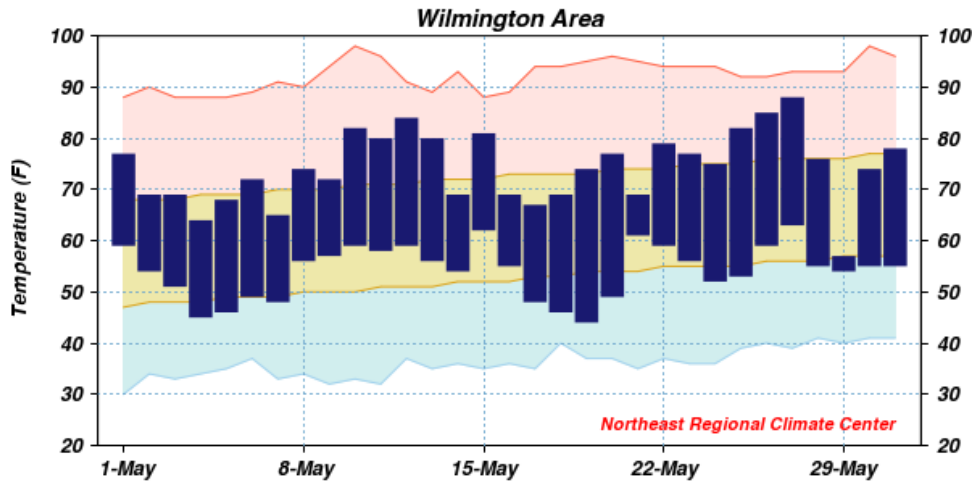 Wilmington Area
Temperature (F)
100
90
80
70
60
50
40
30
20
100
90
80
70
60
50
40
30
20
Northeast Regional Climate Center
1-May
8-May
15-May
22-May
29-May